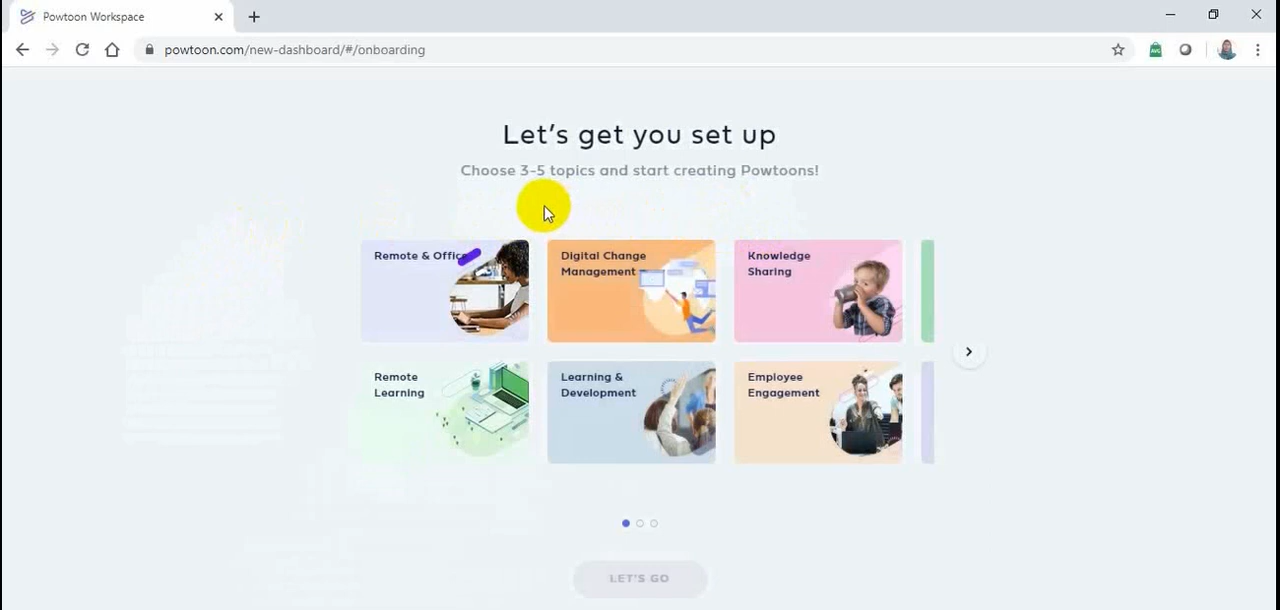 Powtoon Workspace
powtoon.com/new-dashboard/#/onboarding
Let's get you set up
Choose 3-5 topics and start creating Powtoons!
Remote & Office
Digital Change
Management
Knowledge
Sharing
Remote
Learning
Learning &
Development
Employee
Engagement
LET'S GO